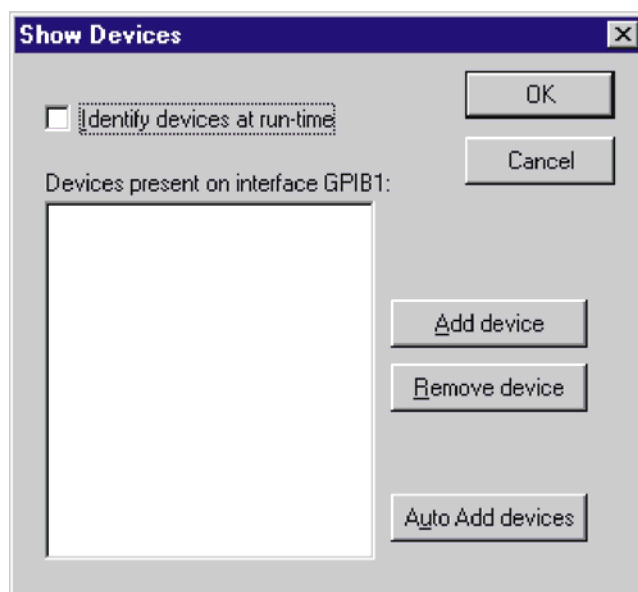 Show Devices
OK
Identify devices at run-time
Cancel
Devices present on interface GPIB1:
Add device
Remove device
Auto Add devices